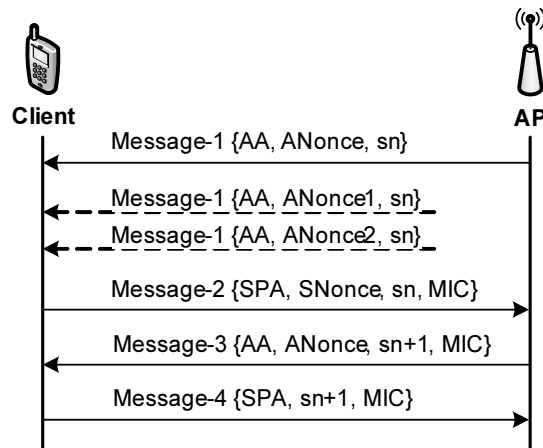 Client
AP
Message-1 {AA, ANonce, sn}
Message-1 {AA, ANonce1, sn}
Message-1 {AA, ANonce2, sn}
Message-2 {SPA, SNonce, sn, MIC}
Message-3 {AA, ANonce, sn+1, MIC}
Message-4 {SPA, sn+1, MIC}